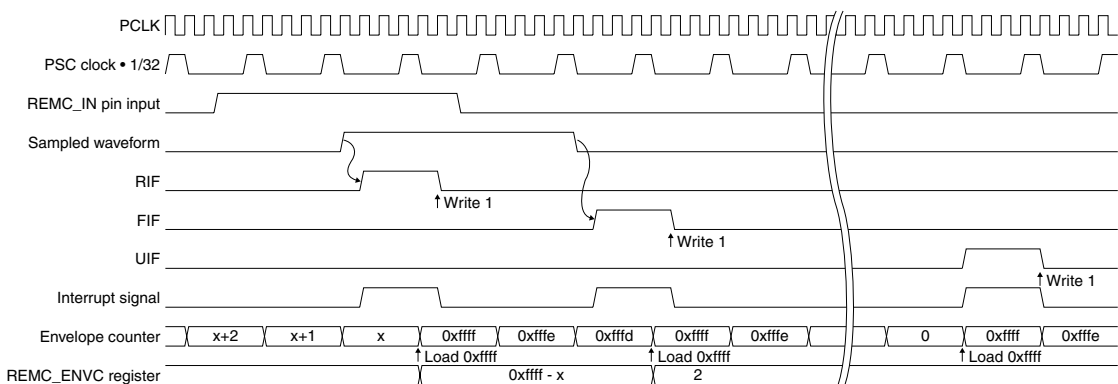 PCLK
PSC clock • 1/32
REMC_IN pin input
Sampled waveform
RIF
↑Write 1
FIF
↑Write 1
UIF
↑Write 1
Interrupt signal
Envelope counter x+2 x+1 x 0xffff 0xfffe 0xfffd 0xffff 0xfffe 0 0xffff 0xfffe
↑Load 0xffff ↑Load 0xffff ↑Load 0xffff
REMC_ENVC register 0xffff - x 2